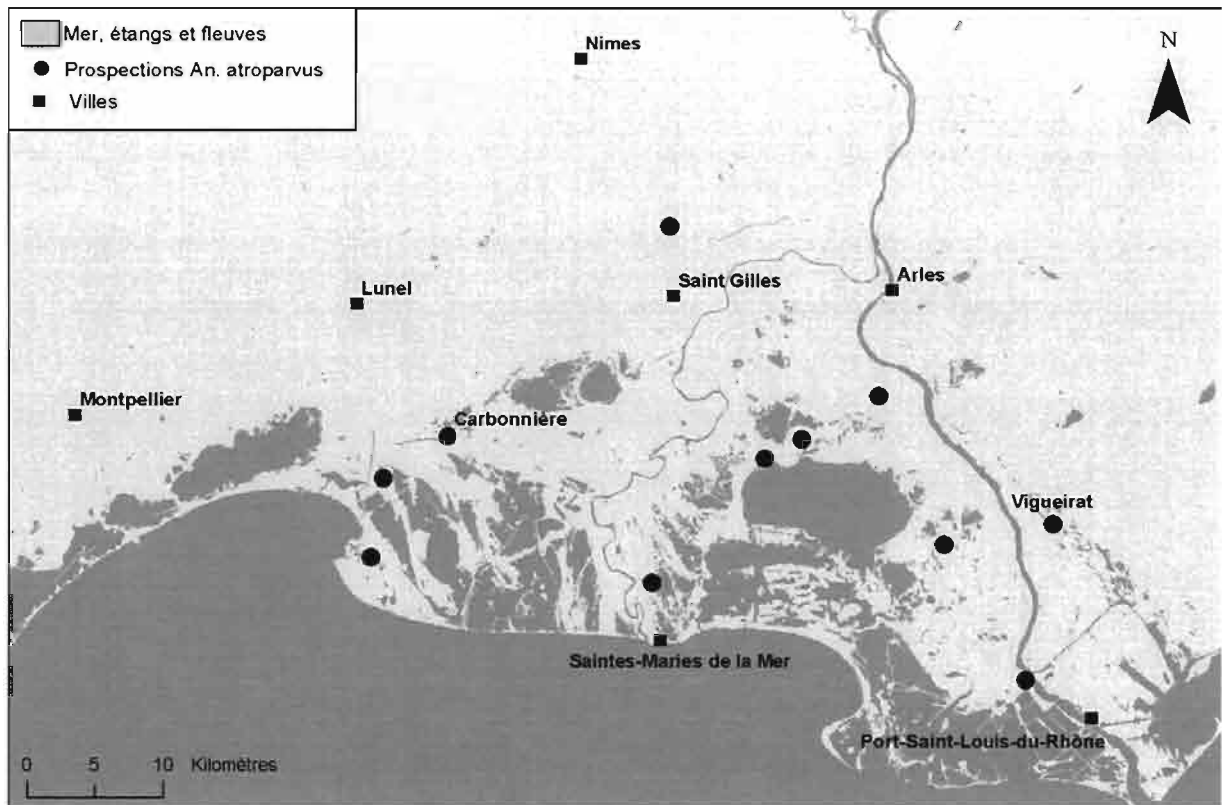 Mer, étangs et fleuves
Prospections An. atroparvus
Villes
Nimes
N
Saint Gilles
Arles
Lunel
Montpellier
Carbonnière
Vigueirat
Saintes-Maries de la Mer
Port-Saint-Louis-du-Rhône
0 5 10 Kilomètres